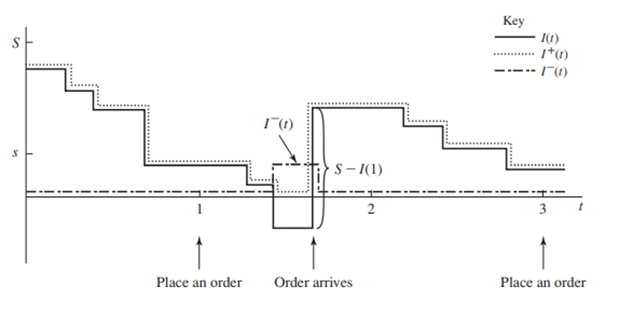 Key
I(t)
I⁺(t)
I⁻(t)
S
I⁻(t)
s
S – I(1)
1
2
3
t
Place an order
Order arrives
Place an order